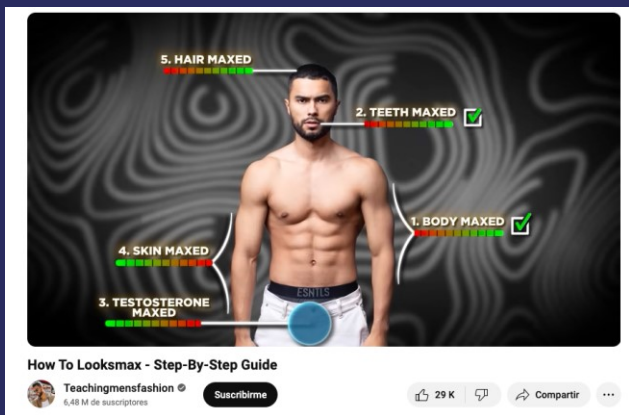 5. HAIR MAXED
2. TEETH MAXED
1. BODY MAXED
4. SKIN MAXED
3. TESTOSTERONE
MAXED
ESNTLS
How To Looksmax - Step-By-Step Guide
Teachingmensfashion
6,48 M de suscriptores
Suscribirme
29 K
Compartir